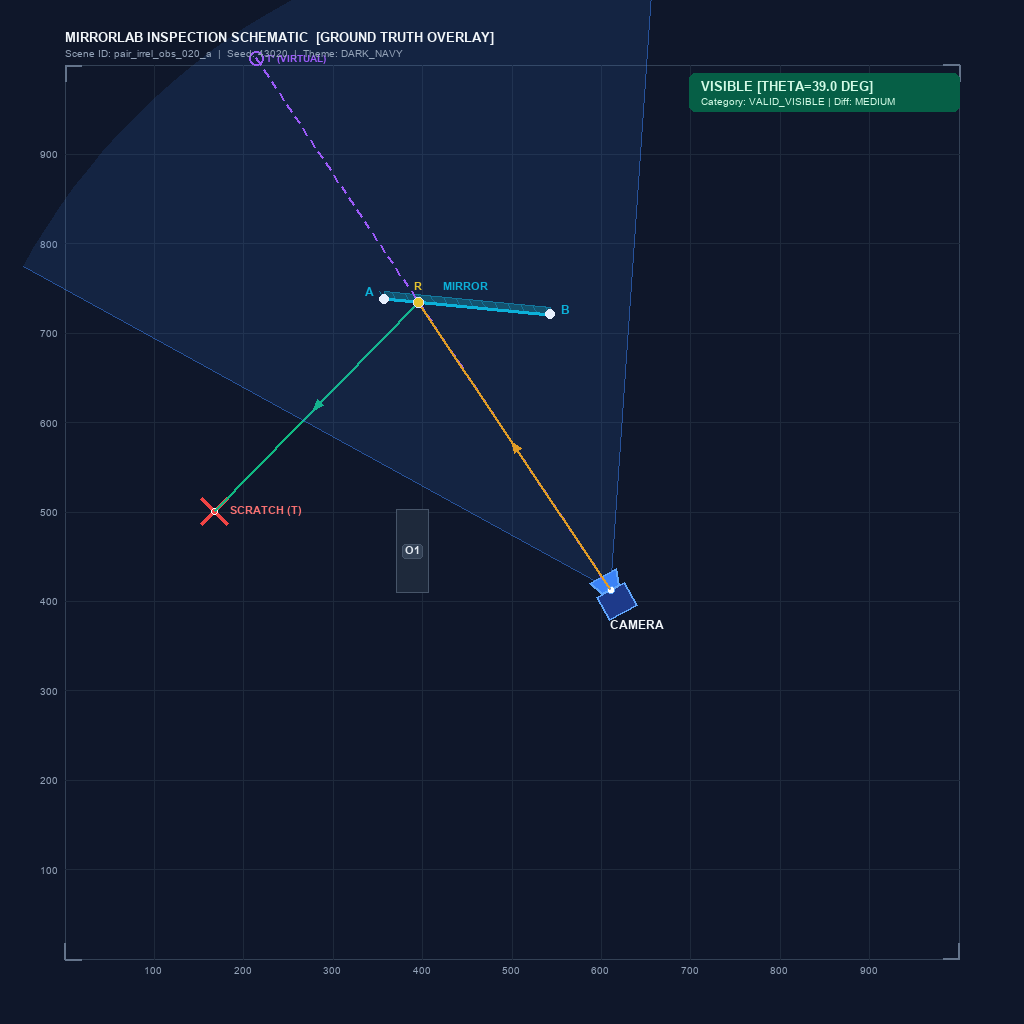 MIRRORLAB INSPECTION SCHEMATIC [GROUND TRUTH OVERLAY]
Scene ID: pair_irrel_obs_020_a | Seed: 43020 | Theme: DARK_NAVY
T' (VIRTUAL)
VISIBLE [THETA=39.0 DEG]
Category: VALID_VISIBLE | Diff: MEDIUM
900
800
A
R
MIRROR
B
700
600
500
SCRATCH (T)
O1
400
CAMERA
300
200
100
100 200 300 400 500 600 700 800 900